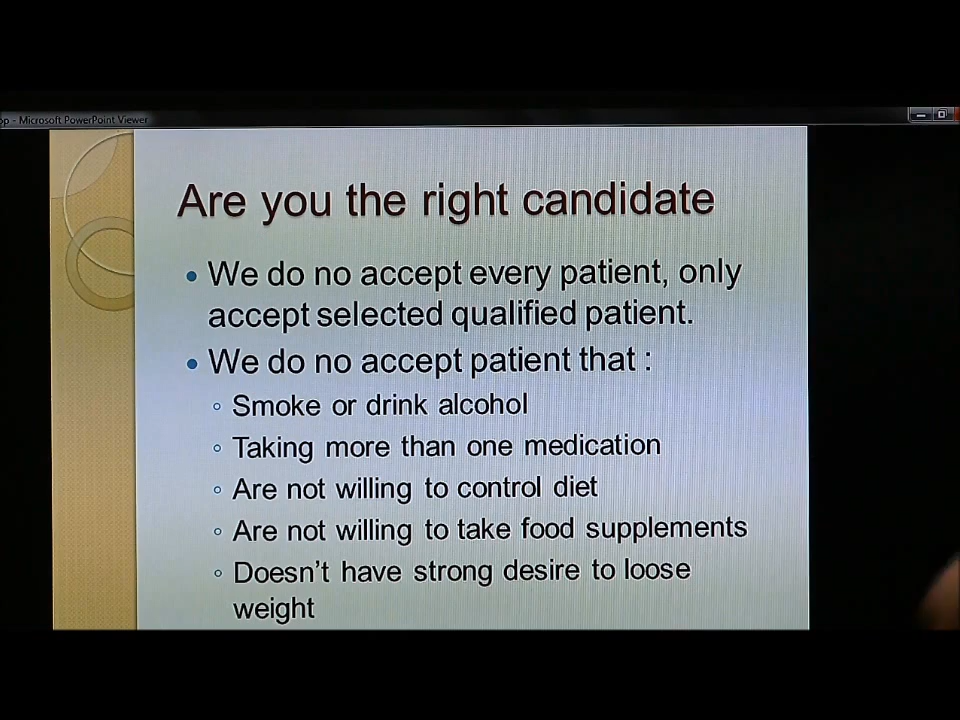 op - Microsoft PowerPoint Viewer
Are you the right candidate
We do no accept every patient, only
accept selected qualified patient.
We do no accept patient that :
Smoke or drink alcohol
Taking more than one medication
Are not willing to control diet
Are not willing to take food supplements
Doesn't have strong desire to loose
weight